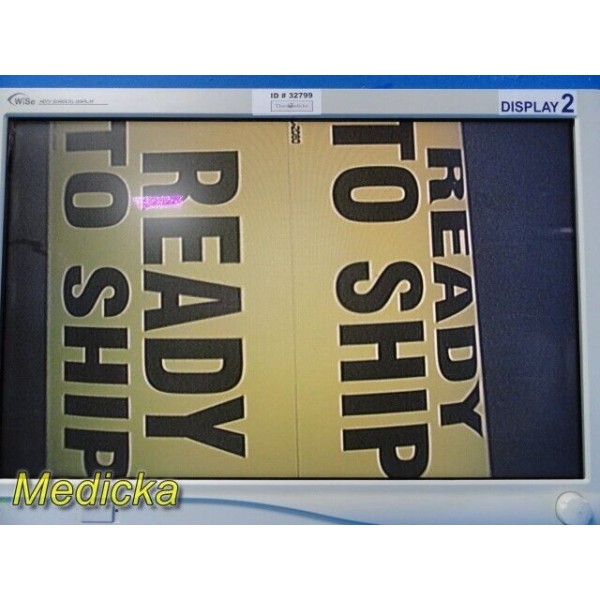 WiSe
ID # 32799
DISPLAY 2
READY
TO SHIP
READY
TO SHIP
Medicka